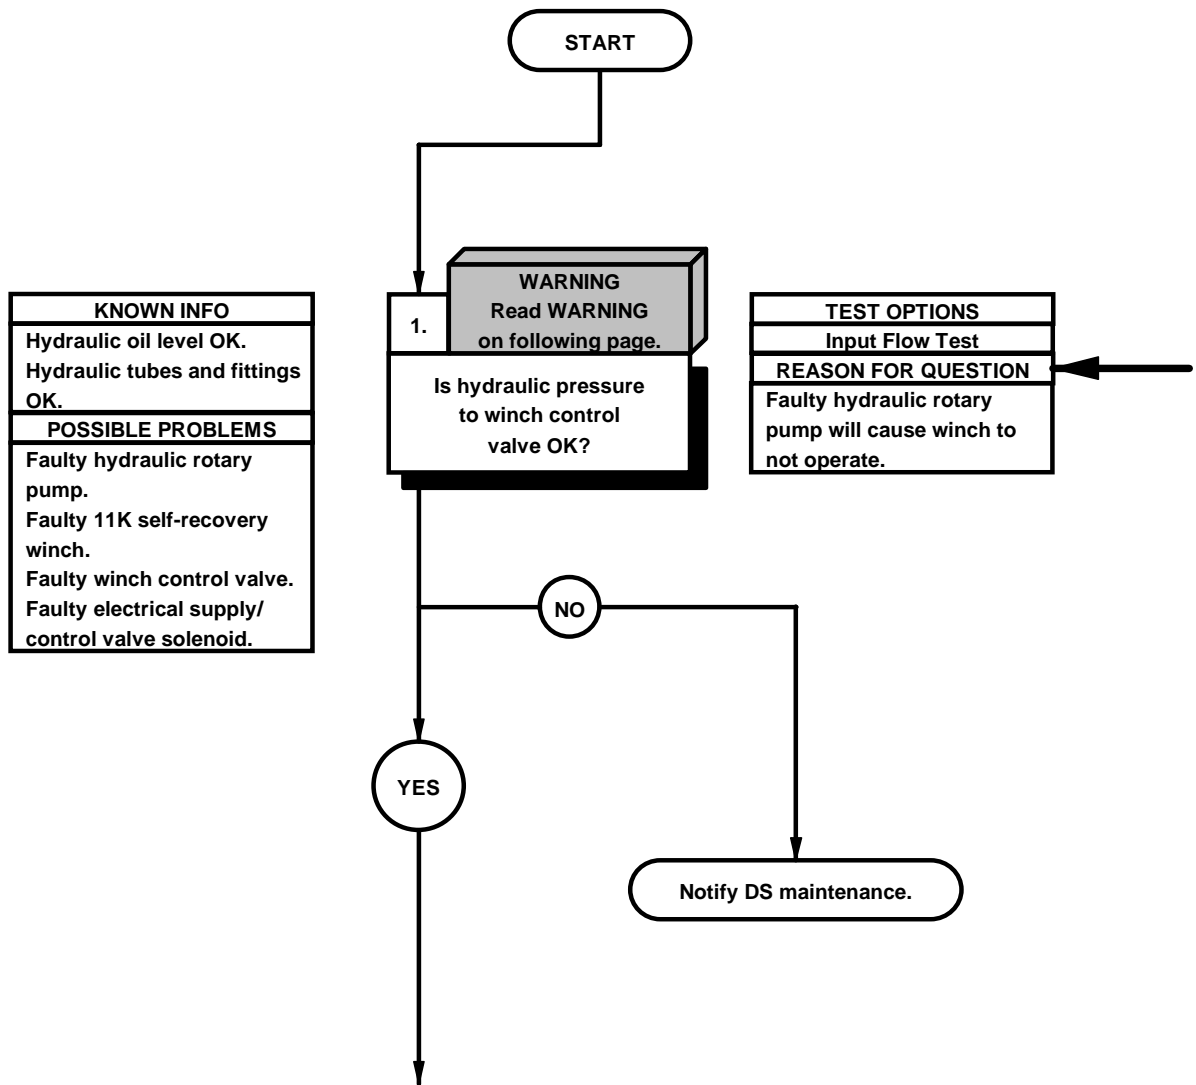 START
KNOWN INFO
Hydraulic oil level OK.
Hydraulic tubes and fittings
OK.
POSSIBLE PROBLEMS
Faulty hydraulic rotary
pump.
Faulty 11K self-recovery
winch.
Faulty winch control valve.
Faulty electrical supply/
control valve solenoid.
1.
WARNING
Read WARNING
on following page.
Is hydraulic pressure
to winch control
valve OK?
TEST OPTIONS
Input Flow Test
REASON FOR QUESTION
Faulty hydraulic rotary
pump will cause winch to
not operate.
NO
YES
Notify DS maintenance.